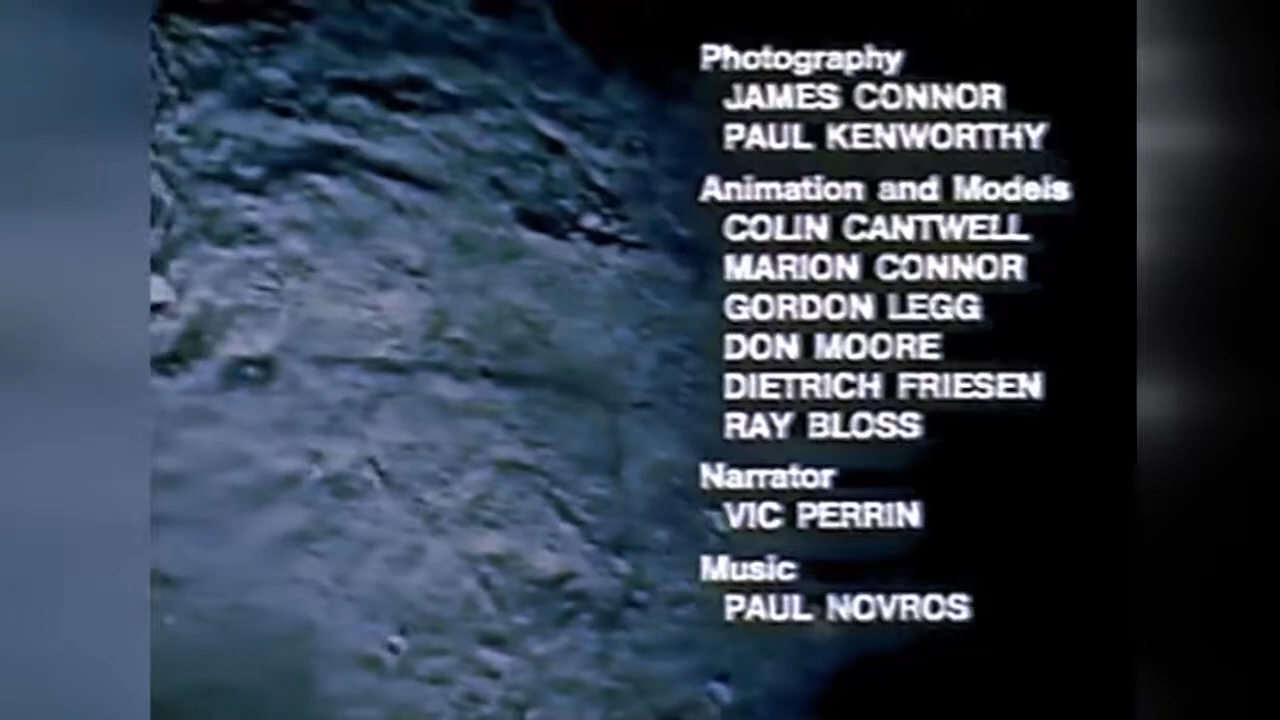 Photography
JAMES CONNOR
PAUL KENWORTHY
Animation and Models
COLIN CANTWELL
MARION CONNOR
GORDON LEGG
DON MOORE
DIETRICH FRIESEN
RAY BLOSS
Narrator
VIC PERRIN
Music
PAUL NOVROS